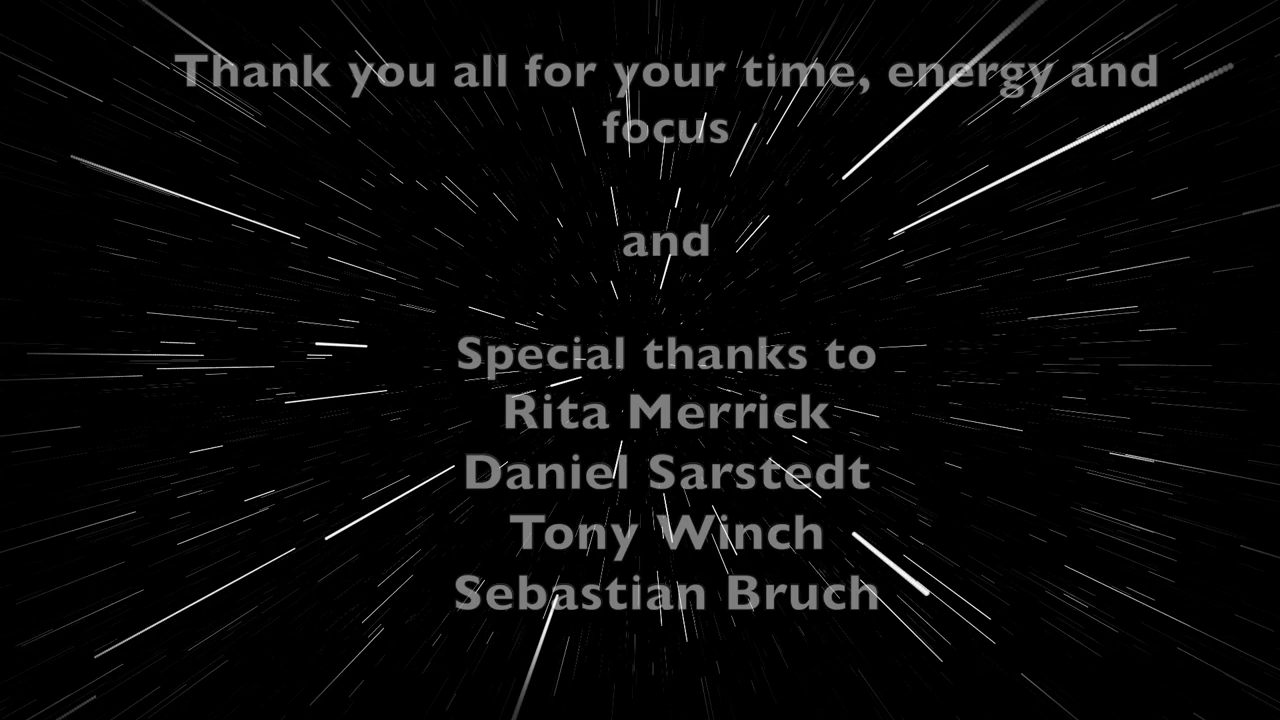 Thank you all for your time, energy and
focus
and
Special thanks to
Rita Merrick
Daniel Sarstedt
Tony Winch
Sebastian Bruch